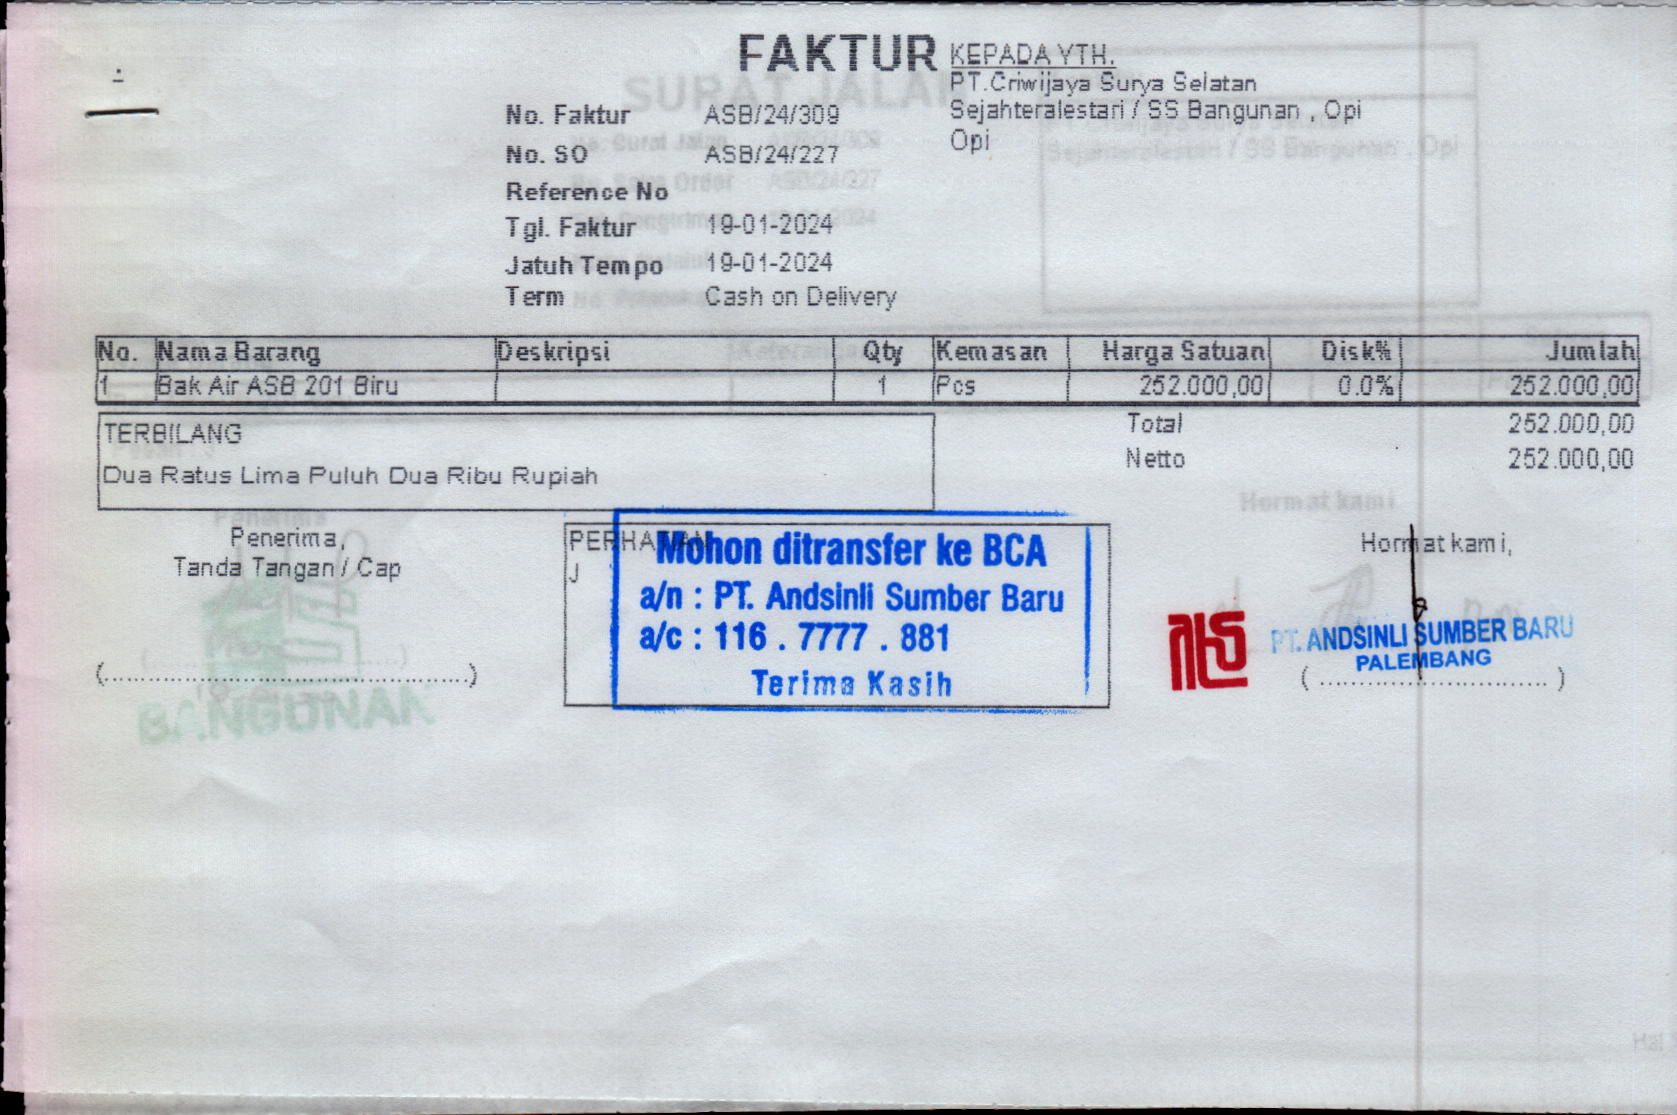 FAKTUR
KEPADA YTH.
PT.Criwijaya Surya Selatan
Sejahteralestari / SS Bangunan , Opi
Opi
SURAT JALAN
No. Faktur ASB/24/309
No. SO ASB/24/227
Reference No
Tgl. Faktur 19-01-2024
Jatuh Tempo 19-01-2024
Term Cash on Delivery
No. Nama Barang Deskripsi Qty Kemasan Harga Satuan Disk% Jumlah
1 Bak Air ASB 201 Biru 1 Pcs 252.000,00 0.0% 252.000,00
TERBILANG
Dua Ratus Lima Puluh Dua Ribu Rupiah
Total 252.000,00
Netto 252.000,00
Penerima,
Tanda Tangan / Cap
(..........................................)
BANGUNAN
J
Mohon ditransfer ke BCA
a/n : PT. Andsinli Sumber Baru
a/c : 116 . 7777 . 881
Terima Kasih
Hormat kami
Hormat kami,
PT. ANDSINLI SUMBER BARU
PALEMBANG
( ............................ )